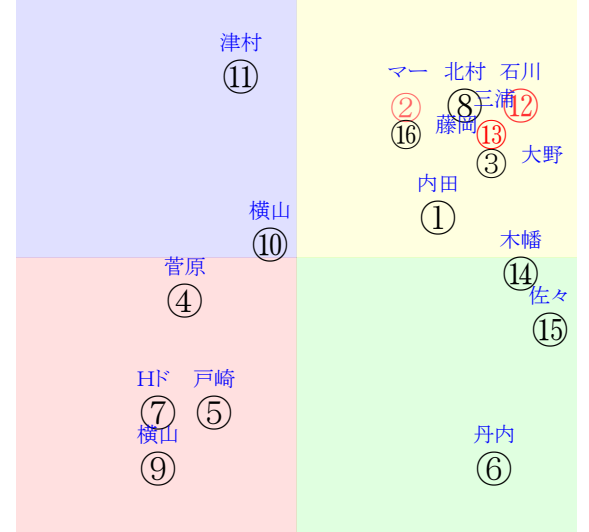 津村
⑪
マー
北村
石川
三浦
②
⑧
⑫
⑯
藤岡
⑬
大野
③
内田
①
横山
⑩
木幡
⑭
菅原
④
佐々
⑮
Hド
戸崎
⑦
⑤
横山
⑨
丹内
⑥